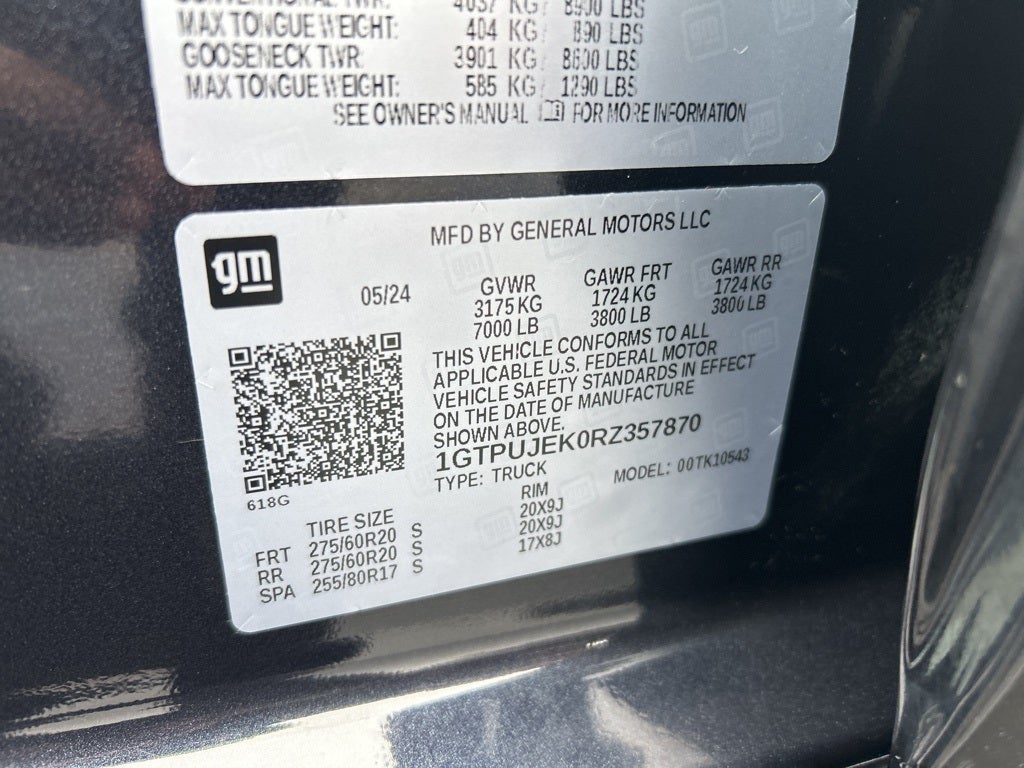 CONVENTIONAL TWR: 4037 KG/ 8900 LBS
MAX TONGUE WEIGHT: 404 KG/ 890 LBS
GOOSENECK TWR: 3901 KG/ 8600 LBS
MAX TONGUE WEIGHT: 585 KG/ 1290 LBS
SEE OWNER'S MANUAL FOR MORE INFORMATION
gm
MFD BY GENERAL MOTORS LLC
05/24
GVWR GAWR FRT GAWR RR
3175 KG 1724 KG 1724 KG
7000 LB 3800 LB 3800 LB
THIS VEHICLE CONFORMS TO ALL
APPLICABLE U.S. FEDERAL MOTOR
VEHICLE SAFETY STANDARDS IN EFFECT
ON THE DATE OF MANUFACTURE
SHOWN ABOVE.
1GTPUJEK0RZ357870
TYPE: TRUCK MODEL: 00TK10543
618G
TIRE SIZE RIM
FRT 275/60R20 S 20X9J
RR 275/60R20 S 20X9J
SPA 255/80R17 S 17X8J